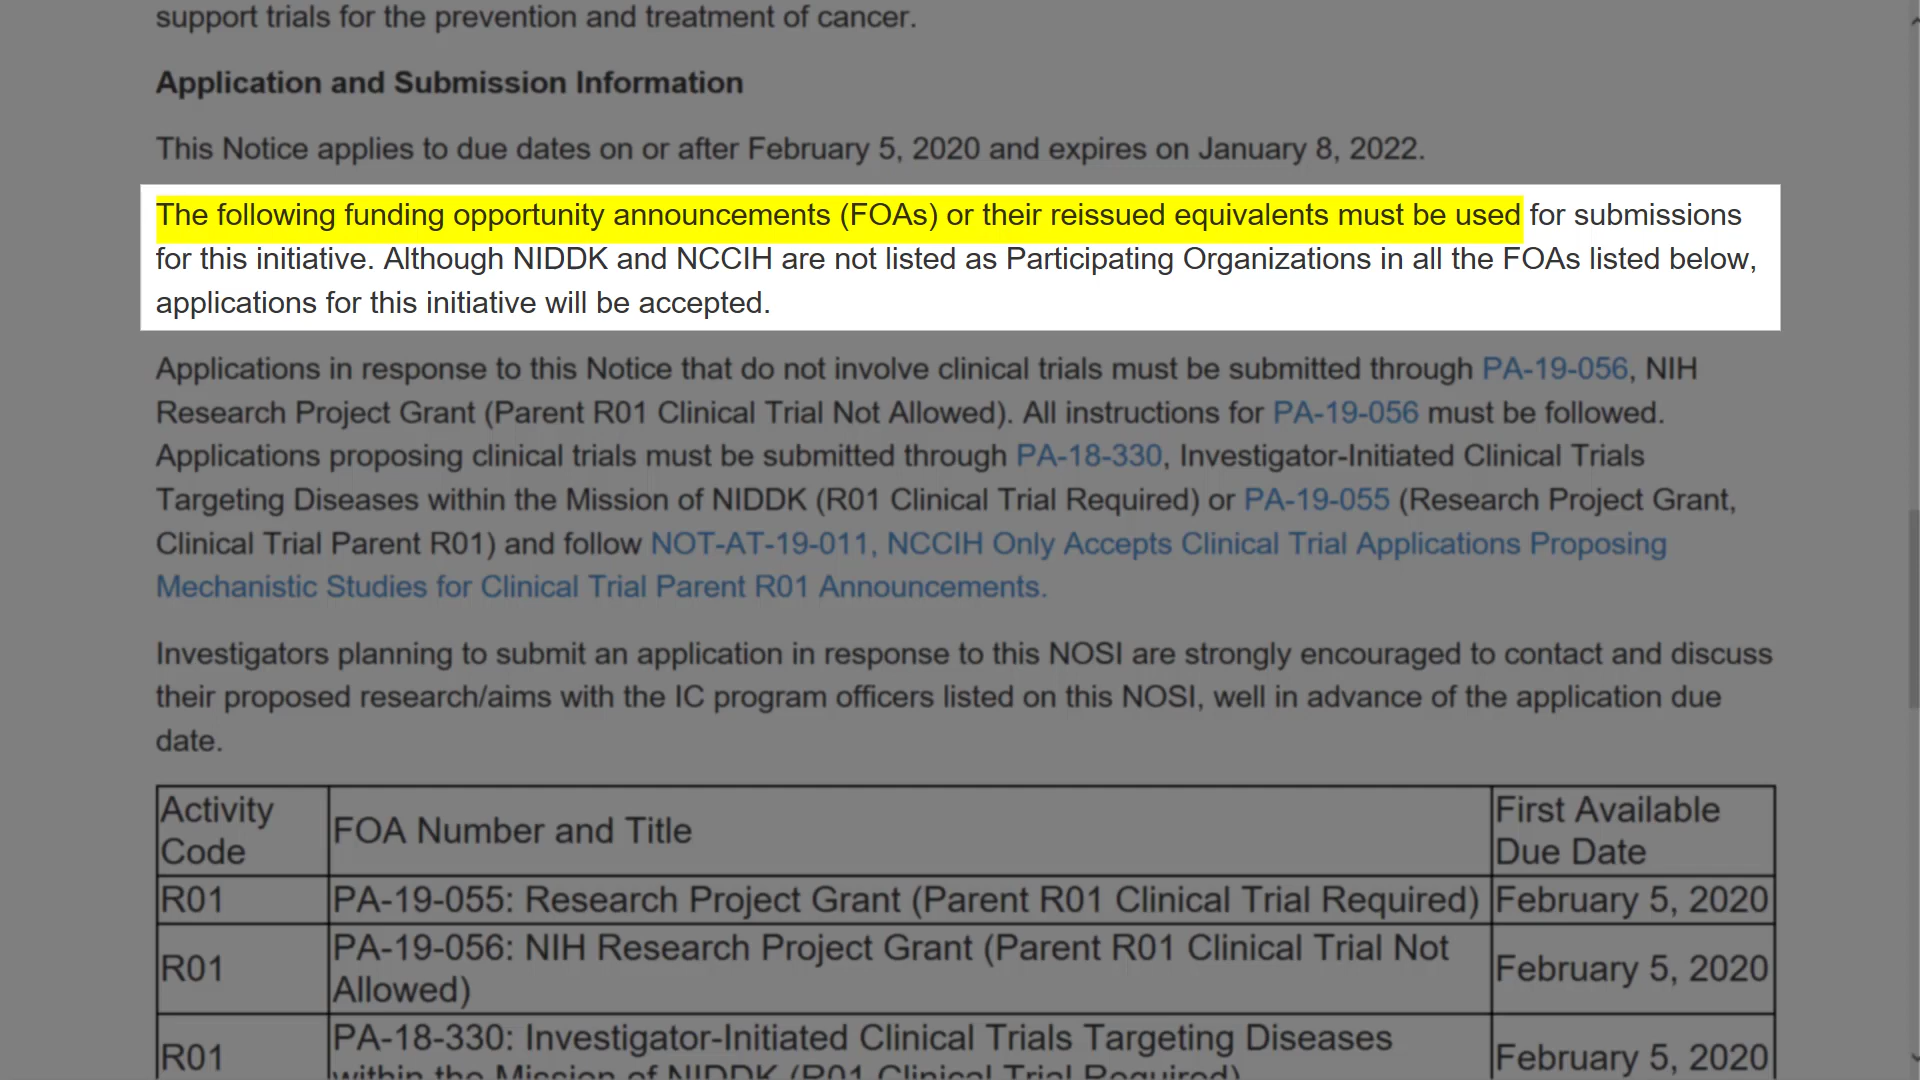 support trials for the prevention and treatment of cancer.
Application and Submission Information
This Notice applies to due dates on or after February 5, 2020 and expires on January 8, 2022.
The following funding opportunity announcements (FOAs) or their reissued equivalents must be used for submissions
for this initiative. Although NIDDK and NCCIH are not listed as Participating Organizations in all the FOAs listed below,
applications for this initiative will be accepted.
Applications in response to this Notice that do not involve clinical trials must be submitted through PA-19-056, NIH
Research Project Grant (Parent R01 Clinical Trial Not Allowed). All instructions for PA-19-056 must be followed.
Applications proposing clinical trials must be submitted through PA-18-330, Investigator-Initiated Clinical Trials
Targeting Diseases within the Mission of NIDDK (R01 Clinical Trial Required) or PA-19-055 (Research Project Grant,
Clinical Trial Parent R01) and follow NOT-AT-19-011, NCCIH Only Accepts Clinical Trial Applications Proposing
Mechanistic Studies for Clinical Trial Parent R01 Announcements.
Investigators planning to submit an application in response to this NOSI are strongly encouraged to contact and discuss
their proposed research/aims with the IC program officers listed on this NOSI, well in advance of the application due
date.
Activity
Code
FOA Number and Title
First Available
Due Date
R01
PA-19-055: Research Project Grant (Parent R01 Clinical Trial Required)
February 5, 2020
R01
PA-19-056: NIH Research Project Grant (Parent R01 Clinical Trial Not
Allowed)
February 5, 2020
R01
PA-18-330: Investigator-Initiated Clinical Trials Targeting Diseases
within the Mission of NIDDK (R01 Clinical Trial Required)
February 5, 2020